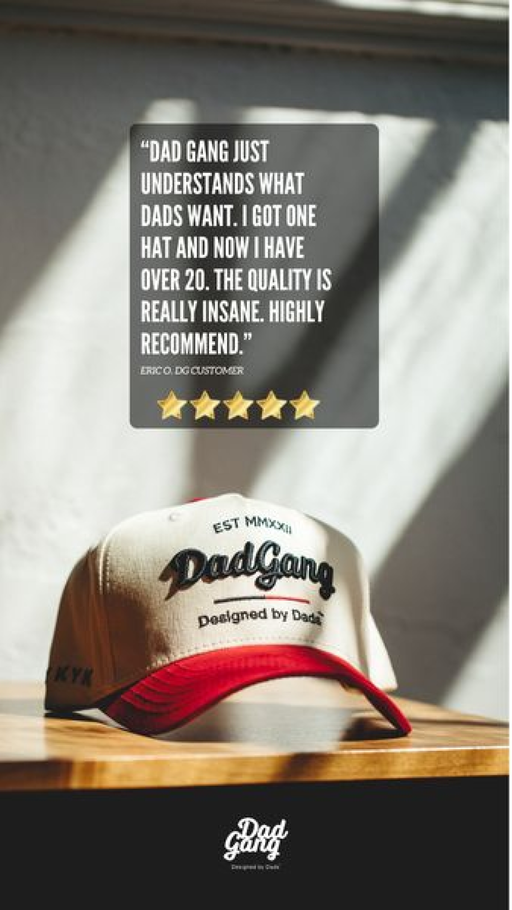 “DAD GANG JUST
UNDERSTANDS WHAT
DADS WANT. I GOT ONE
HAT AND NOW I HAVE
OVER 20. THE QUALITY IS
REALLY INSANE. HIGHLY
RECOMMEND.”
ERIC O. DG CUSTOMER
EST MMXXII
DadGang
Designed by Dads™
KYK
Dad
Gang
Designed by Dads™